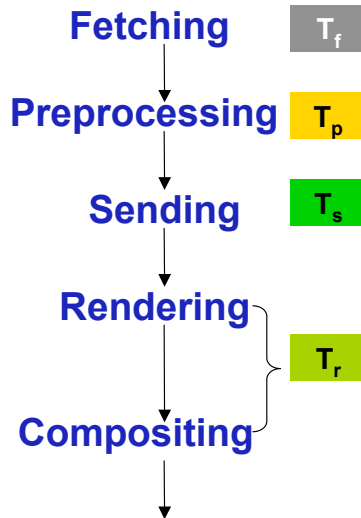 Fetching T_f
Preprocessing T_p
Sending T_s
Rendering
T_r
Compositing